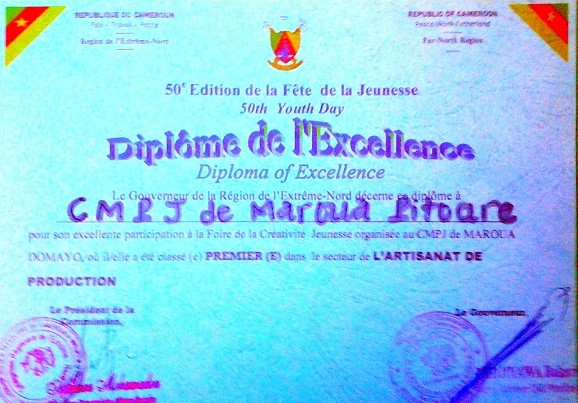 REPUBLIQUE DU CAMEROUN
Paix - Travail - Patrie
Région de l'Extrême-Nord
REPUBLIC OF CAMEROON
Peace-Work-Fatherland
Far-North Region
50e Edition de la Fête de la Jeunesse
50th Youth Day
Diplôme de l'Excellence
Diploma of Excellence
Le Gouverneur de la Région de l'Extrême-Nord décerne ce diplôme à
CMPJ de Maroua Pitoare
pour son excellente participation à la Foire de la Créativité Jeunesse organisée au CMPJ de MAROUA
DOMAYO, où il/elle a été classé (e) PREMIER (E) dans le secteur de L'ARTISANAT DE
PRODUCTION
Le Président de la
Commission,
Le Gouverneur